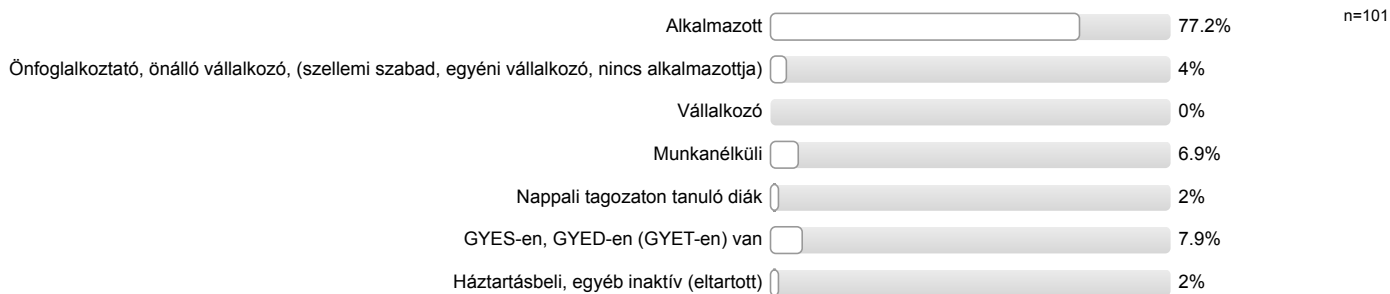 n=101
Alkalmazott 77.2%
Önfoglalkoztató, önálló vállalkozó, (szellemi szabad, egyéni vállalkozó, nincs alkalmazottja) 4%
Vállalkozó 0%
Munkanélküli 6.9%
Nappali tagozaton tanuló diák 2%
GYES-en, GYED-en (GYET-en) van 7.9%
Háztartásbeli, egyéb inaktív (eltartott) 2%